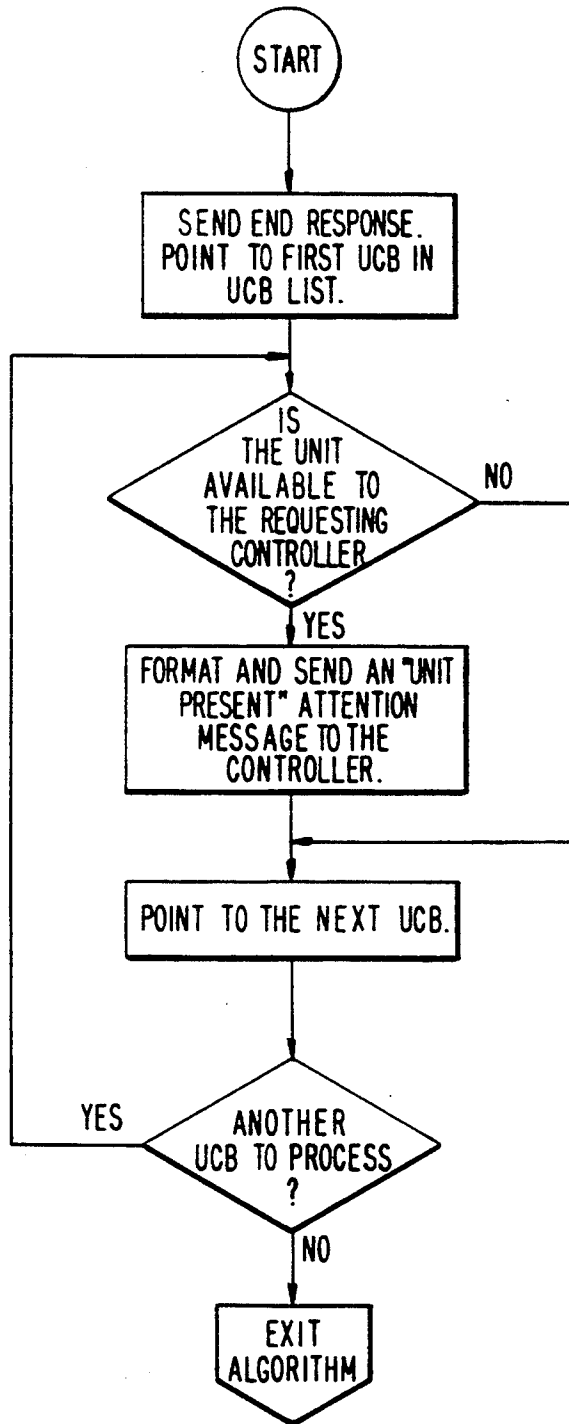 START
SEND END RESPONSE.
POINT TO FIRST UCB IN
UCB LIST.
IS
THE UNIT
AVAILABLE TO
THE REQUESTING
CONTROLLER
?
NO
YES
FORMAT AND SEND AN "UNIT
PRESENT" ATTENTION
MESSAGE TO THE
CONTROLLER.
POINT TO THE NEXT UCB.
YES
ANOTHER
UCB TO PROCESS
?
NO
EXIT
ALGORITHM